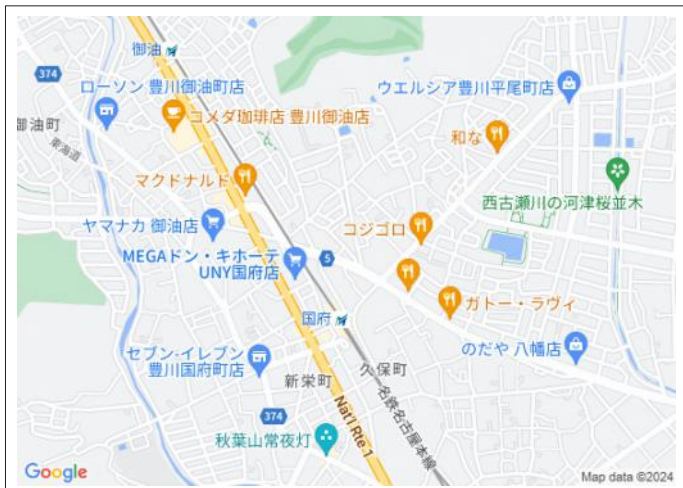 御油
374
ローソン 豊川御油町店
ウエルシア豊川平尾町店
コメダ珈琲店 豊川御油店
御油町
東海道
和な
マクドナルド
西古瀬川の河津桜並木
ヤマナカ 御油店
コジゴロ
MEGAドン・キホーテ
UNY国府店
5
ガトー・ラヴィ
国府
のだや 八幡店
セブン-イレブン
豊川国府町店
久保町
新栄町
名鉄名古屋本線
374
Nat'l Rte 1
秋葉山常夜灯
Google
Map data ©2024